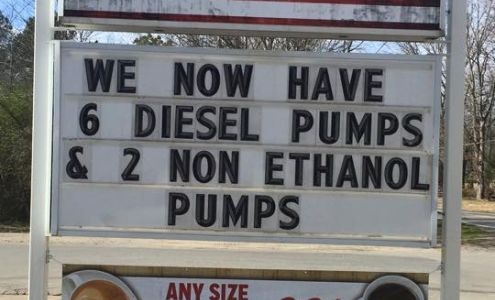 WE NOW HAVE
6 DIESEL PUMPS
& 2 NON ETHANOL
PUMPS
ANY SIZE